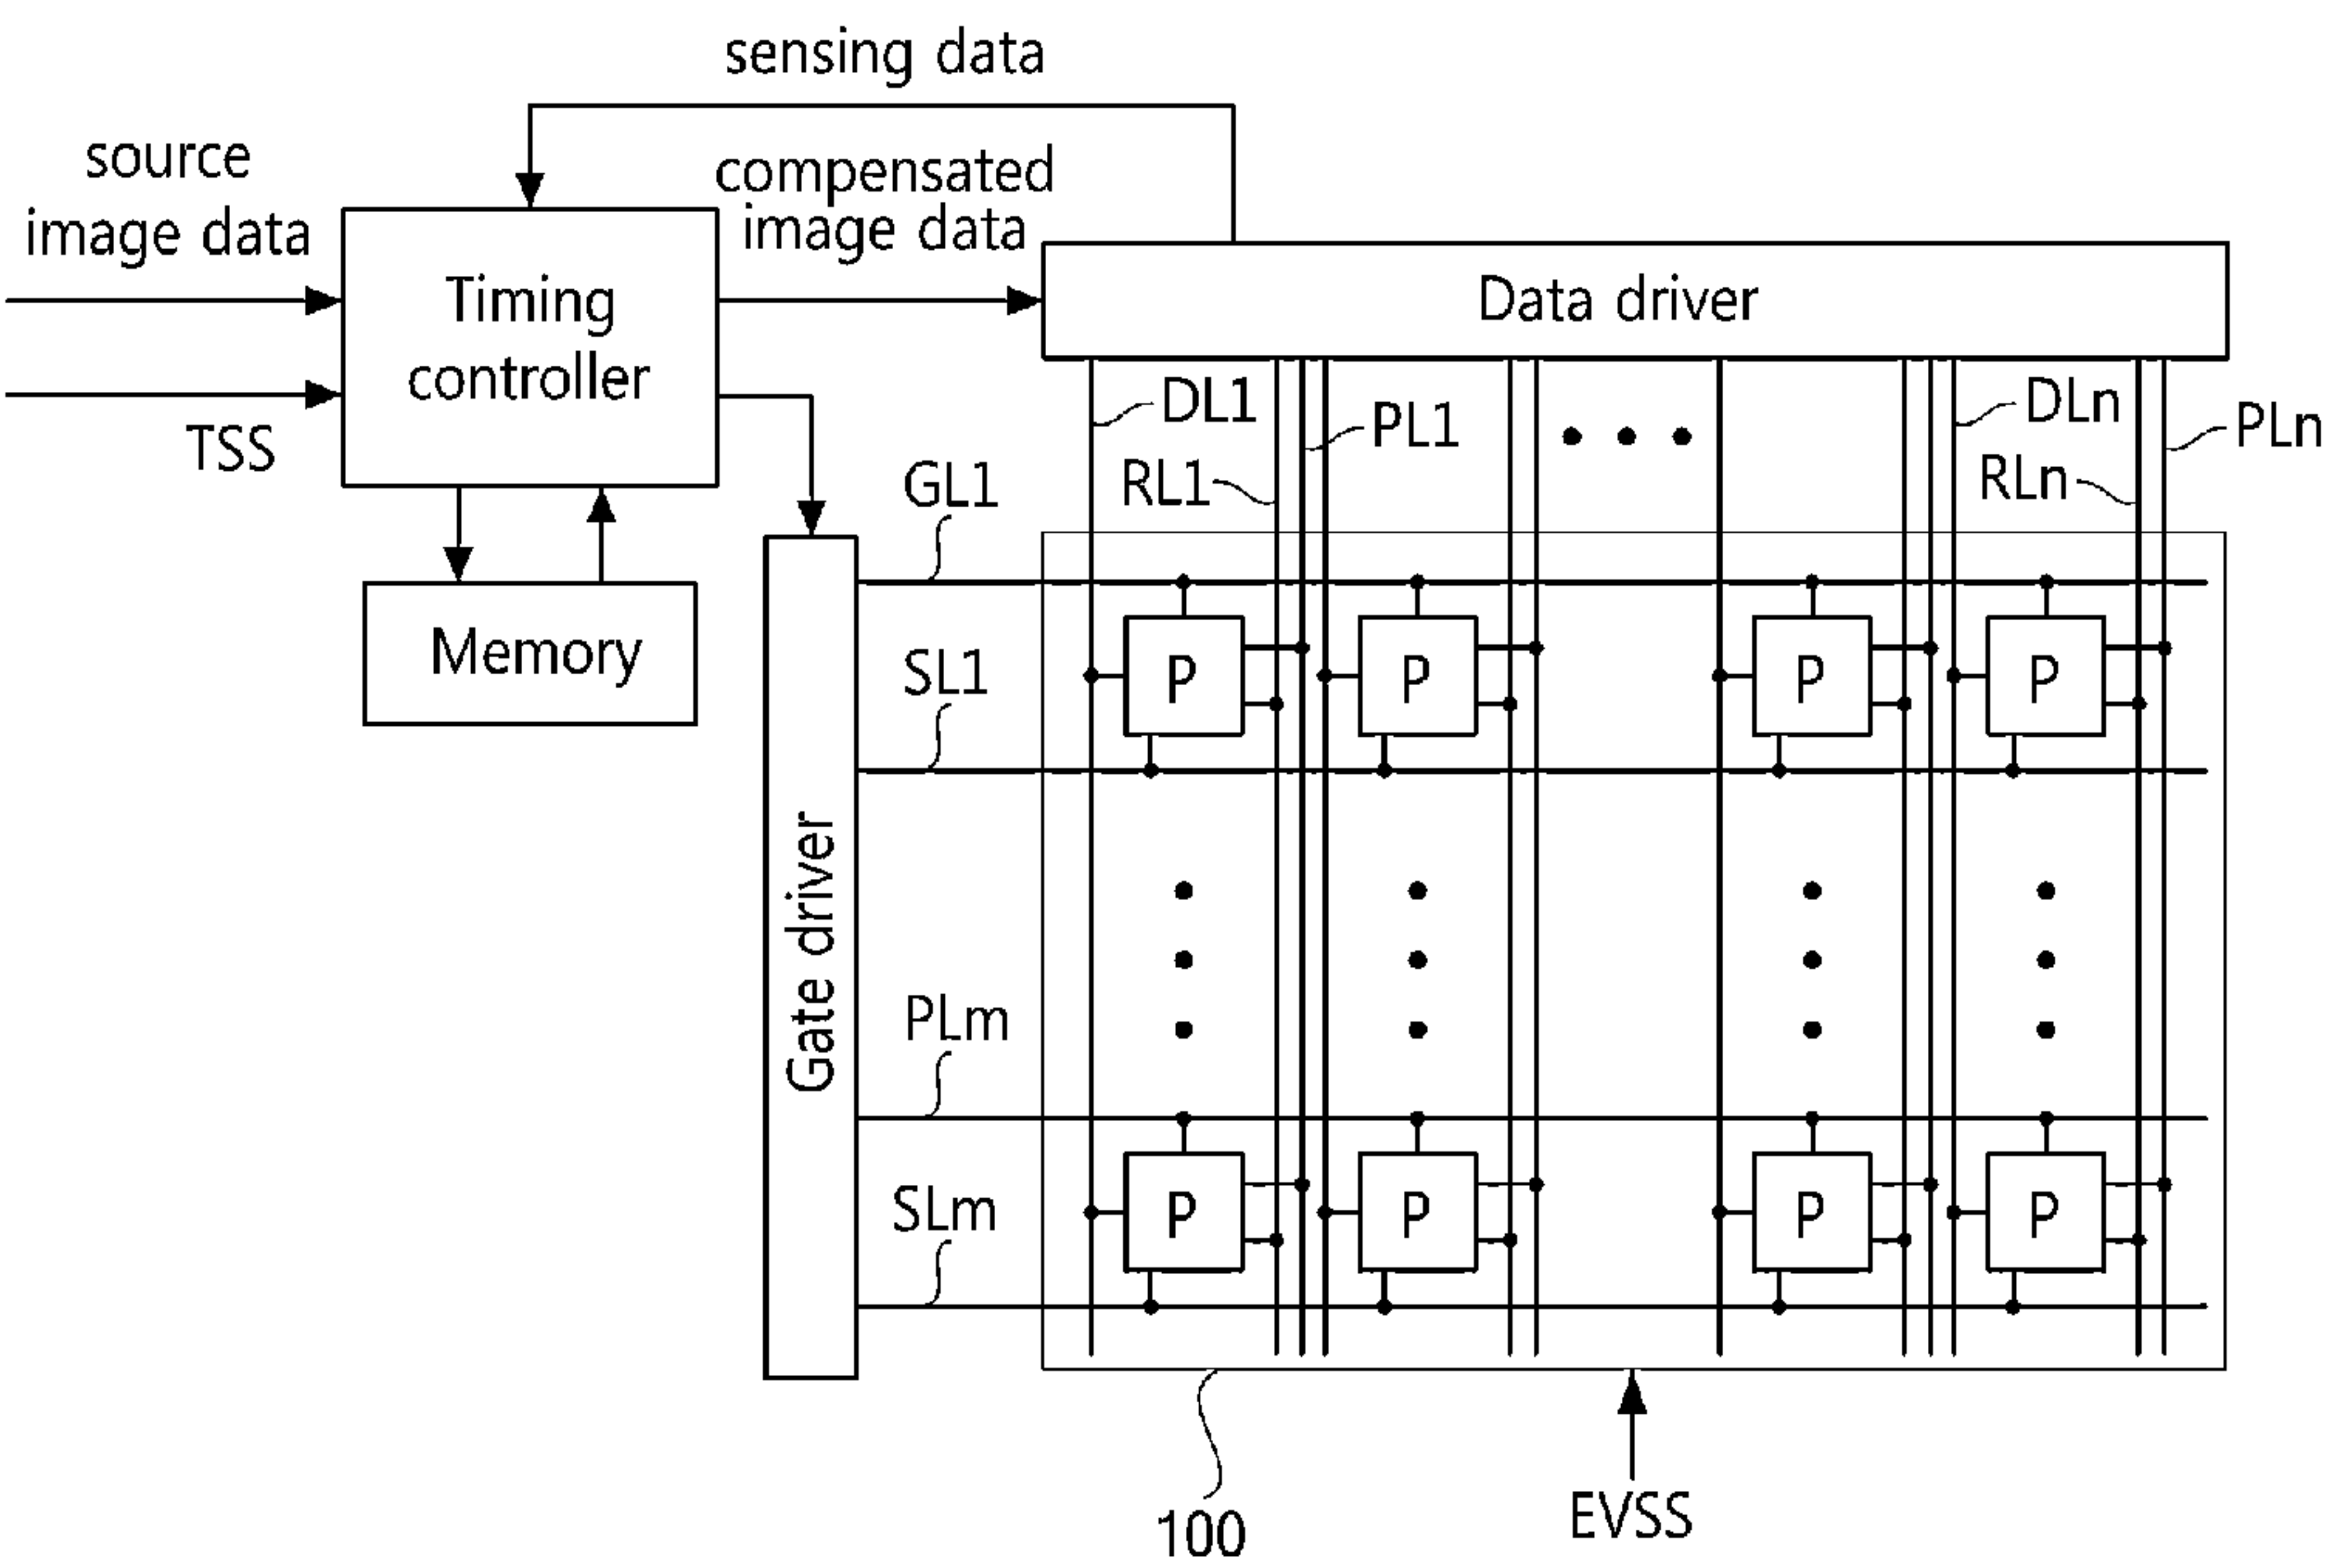 sensing data
source
image data
compensated
image data
Timing
controller
Data driver
TSS
DL1
PL1
RL1
DLn
PLn
RLn
GL1
Memory
SL1
P P P P
Gate driver
PLm
SLm
P P P P
100
EVSS